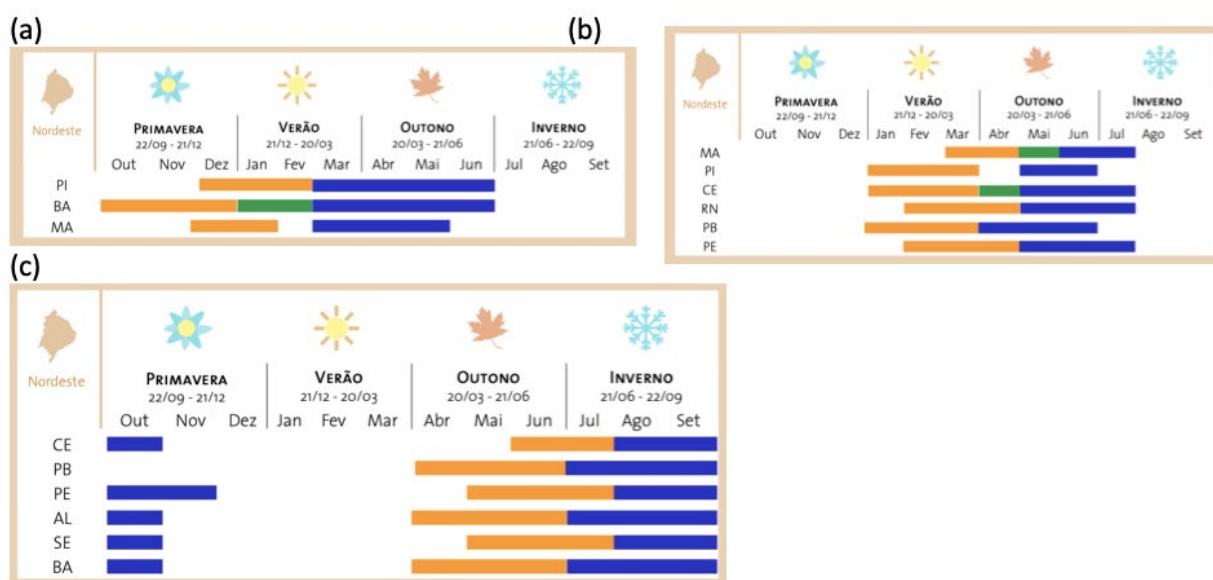 (a)
Nordeste
PRIMAVERA VERÃO OUTONO INVERNO
22/09 - 21/12 21/12 - 20/03 20/03 - 21/06 21/06 - 22/09
Out Nov Dez Jan Fev Mar Abr Mai Jun Jul Ago Set
PI
BA
MA
(b)
Nordeste
PRIMAVERA VERÃO OUTONO INVERNO
22/09 - 21/12 21/12 - 20/03 20/03 - 21/06 21/06 - 22/09
Out Nov Dez Jan Fev Mar Abr Mai Jun Jul Ago Set
MA
PI
CE
RN
PB
PE
(c)
Nordeste
PRIMAVERA VERÃO OUTONO INVERNO
22/09 - 21/12 21/12 - 20/03 20/03 - 21/06 21/06 - 22/09
Out Nov Dez Jan Fev Mar Abr Mai Jun Jul Ago Set
CE
PB
PE
AL
SE
BA